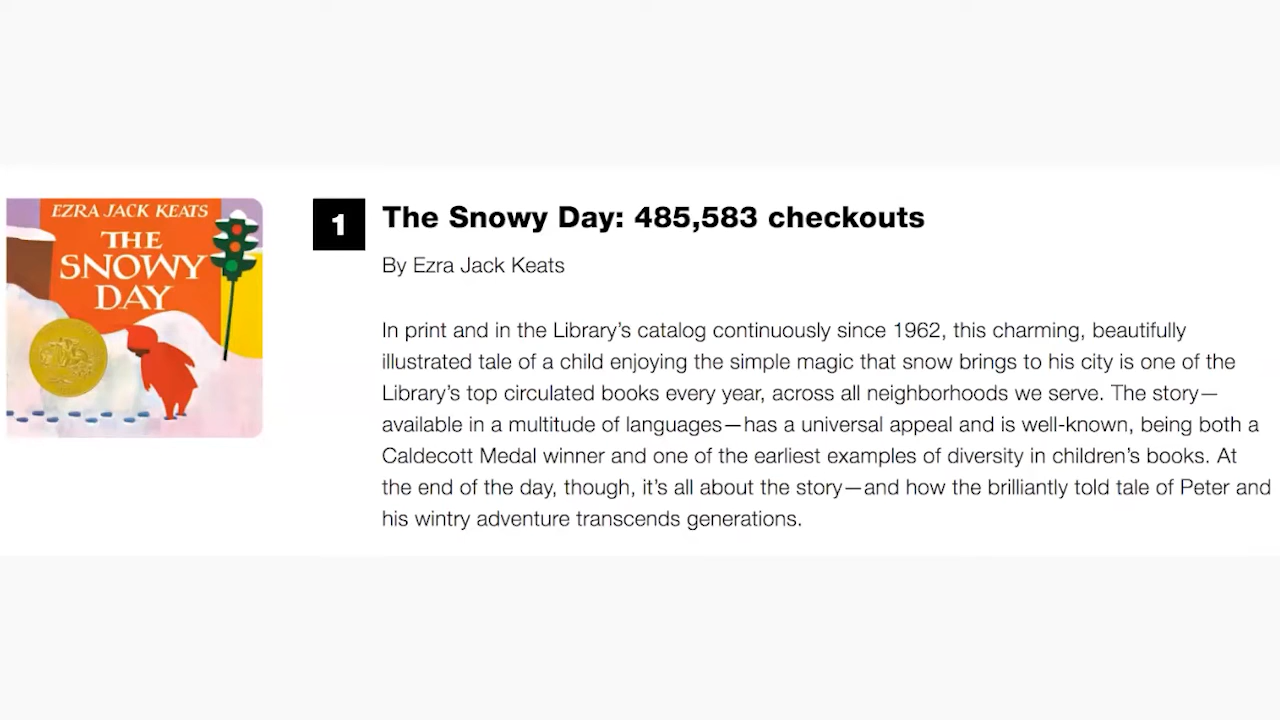 EZRA JACK KEATS
THE
SNOWY
DAY
1
The Snowy Day: 485,583 checkouts
By Ezra Jack Keats
In print and in the Library’s catalog continuously since 1962, this charming, beautifully
illustrated tale of a child enjoying the simple magic that snow brings to his city is one of the
Library’s top circulated books every year, across all neighborhoods we serve. The story—
available in a multitude of languages—has a universal appeal and is well-known, being both a
Caldecott Medal winner and one of the earliest examples of diversity in children’s books. At
the end of the day, though, it’s all about the story—and how the brilliantly told tale of Peter and
his wintry adventure transcends generations.